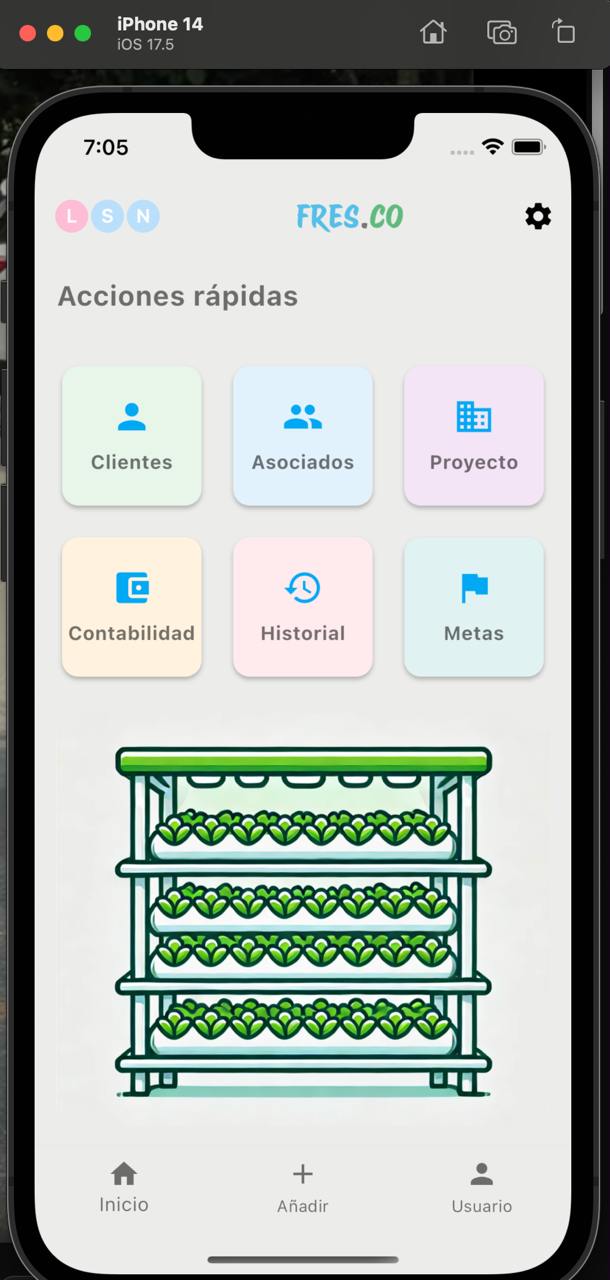 iPhone 14
iOS 17.5
7:05
L S N
FRES.CO
Acciones rápidas
Clientes
Asociados
Proyecto
Contabilidad
Historial
Metas
Inicio
Añadir
Usuario